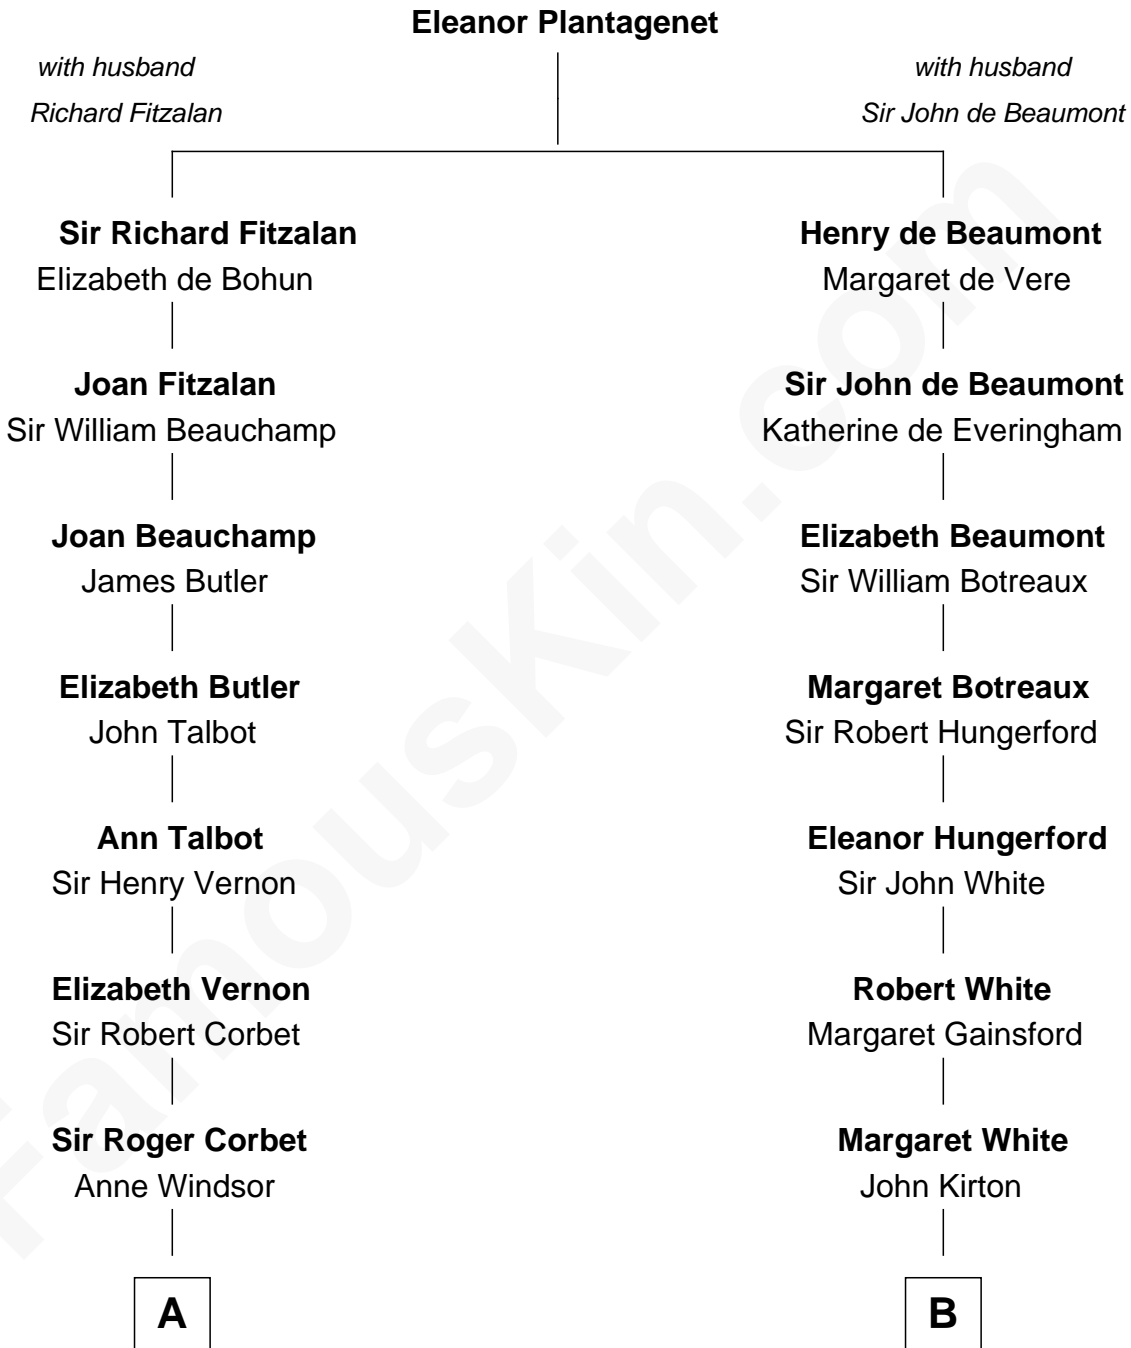 Eleanor Plantagenet
with husband
Richard Fitzalan
with husband
Sir John de Beaumont
Sir Richard Fitzalan
Elizabeth de Bohun
Henry de Beaumont
Margaret de Vere
Joan Fitzalan
Sir William Beauchamp
Sir John de Beaumont
Katherine de Everingham
Joan Beauchamp
James Butler
Elizabeth Beaumont
Sir William Botreaux
Elizabeth Butler
John Talbot
Margaret Botreaux
Sir Robert Hungerford
Ann Talbot
Sir Henry Vernon
Eleanor Hungerford
Sir John White
Elizabeth Vernon
Sir Robert Corbet
Robert White
Margaret Gainsford
Sir Roger Corbet
Anne Windsor
Margaret White
John Kirton
A
B
FamousKin.com